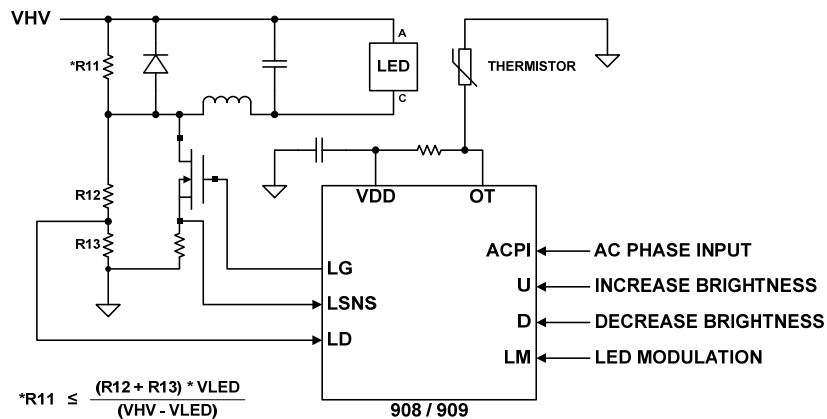 VHV
*R11
A
LED
C
THERMISTOR
R12
R13
VDD
OT
ACPI
AC PHASE INPUT
LG
U
INCREASE BRIGHTNESS
LSNS
D
DECREASE BRIGHTNESS
LD
LM
LED MODULATION
*R11 ≤ (R12 + R13) * VLED
(VHV - VLED)
908 / 909